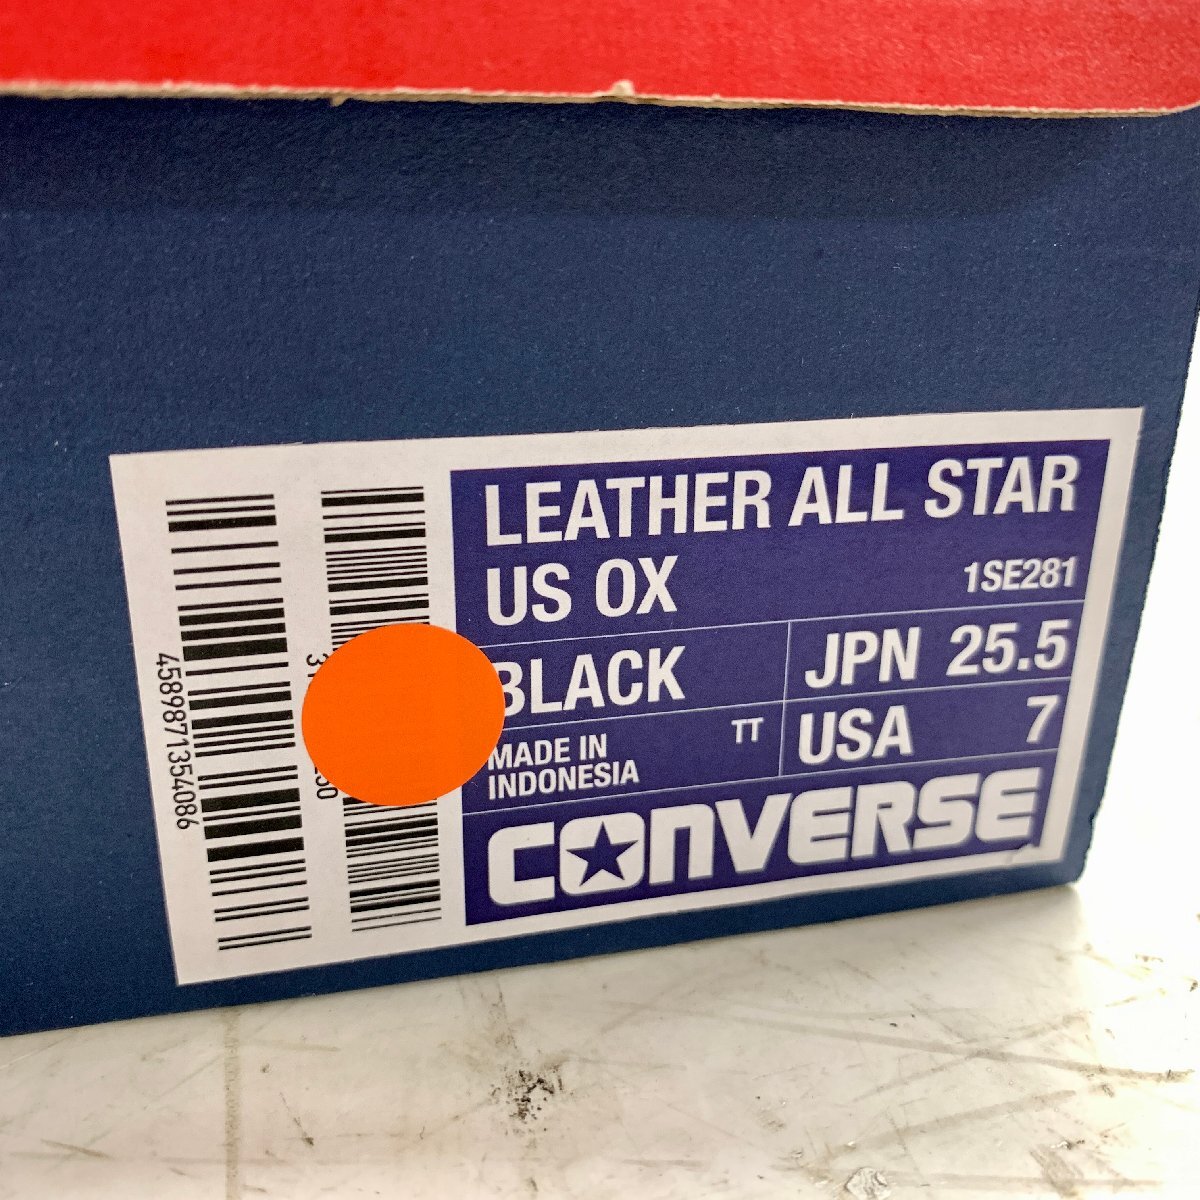 LEATHER ALL STAR
US OX 1SE281
BLACK
JPN 25.5
MADE IN
INDONESIA
TT
USA 7
CONVERSE
4589871354086